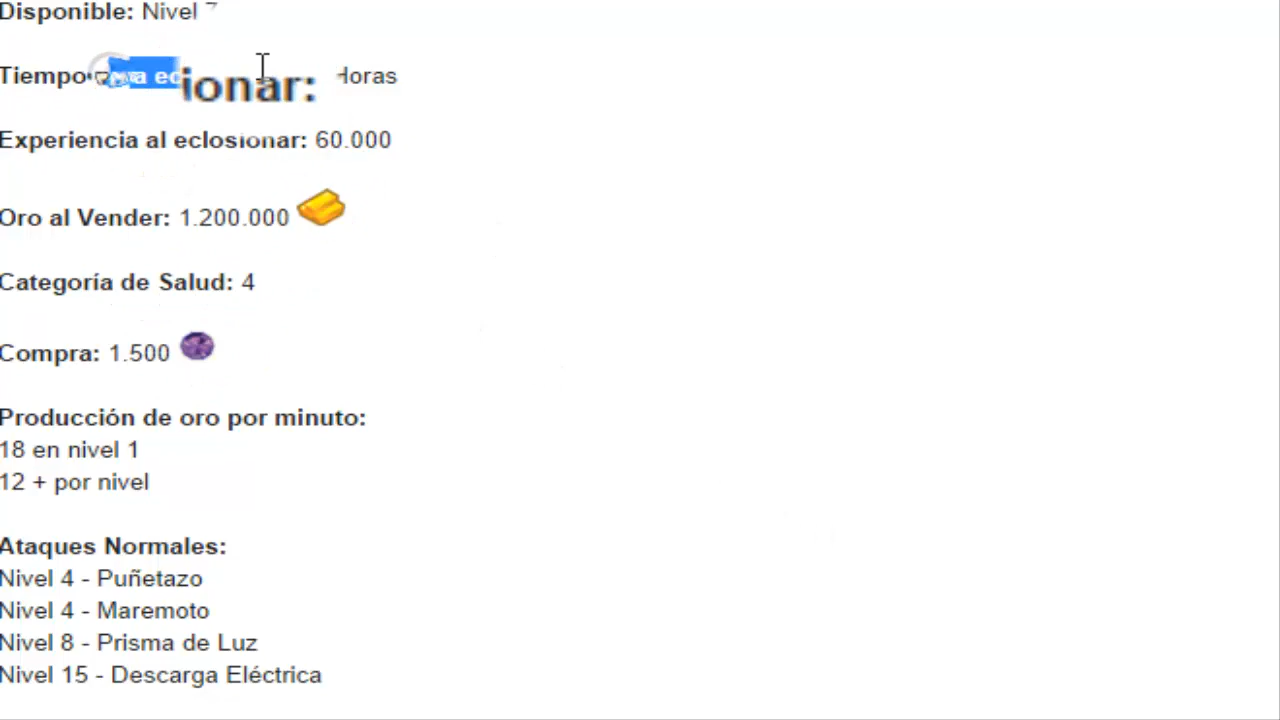 Disponible: Nivel
Tiempo ionar: Horas
Experiencia al eclosionar: 60.000
Oro al Vender: 1.200.000
Categoría de Salud: 4
Compra: 1.500
Producción de oro por minuto:
18 en nivel 1
12 + por nivel
Ataques Normales:
Nivel 4 - Puñetazo
Nivel 4 - Maremoto
Nivel 8 - Prisma de Luz
Nivel 15 - Descarga Eléctrica